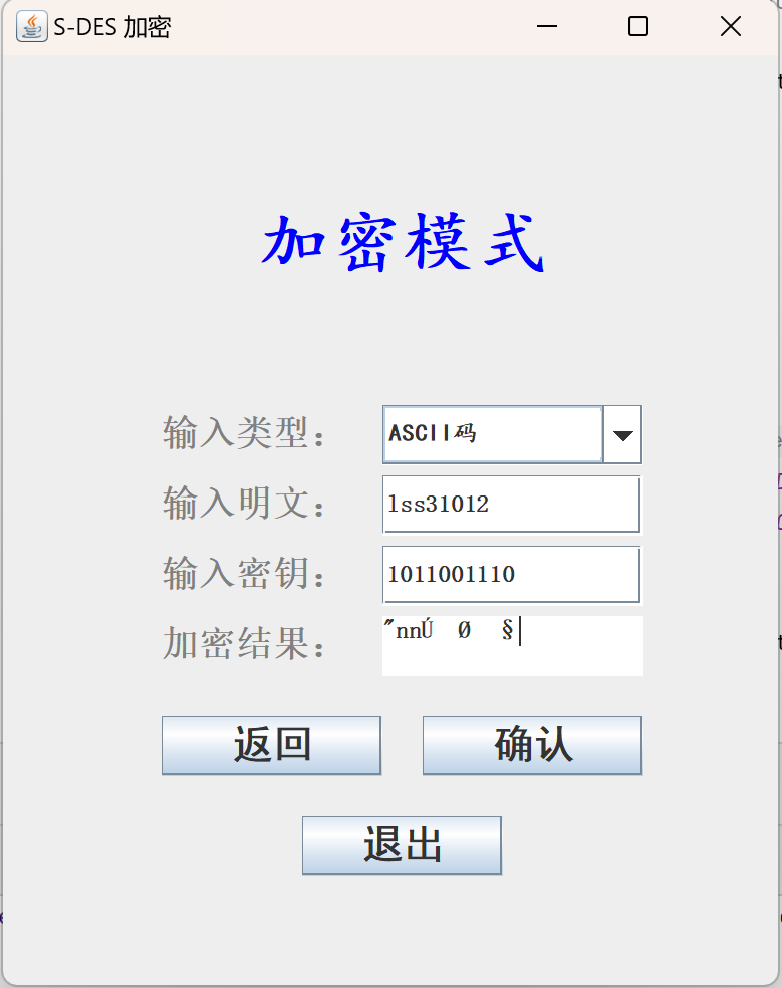 S-DES 加密
加密模式
输入类型： ASCII码
输入明文： lss31012
输入密钥： 1011001110
加密结果： ˝nnÚ Ø §
返回 确认
退出